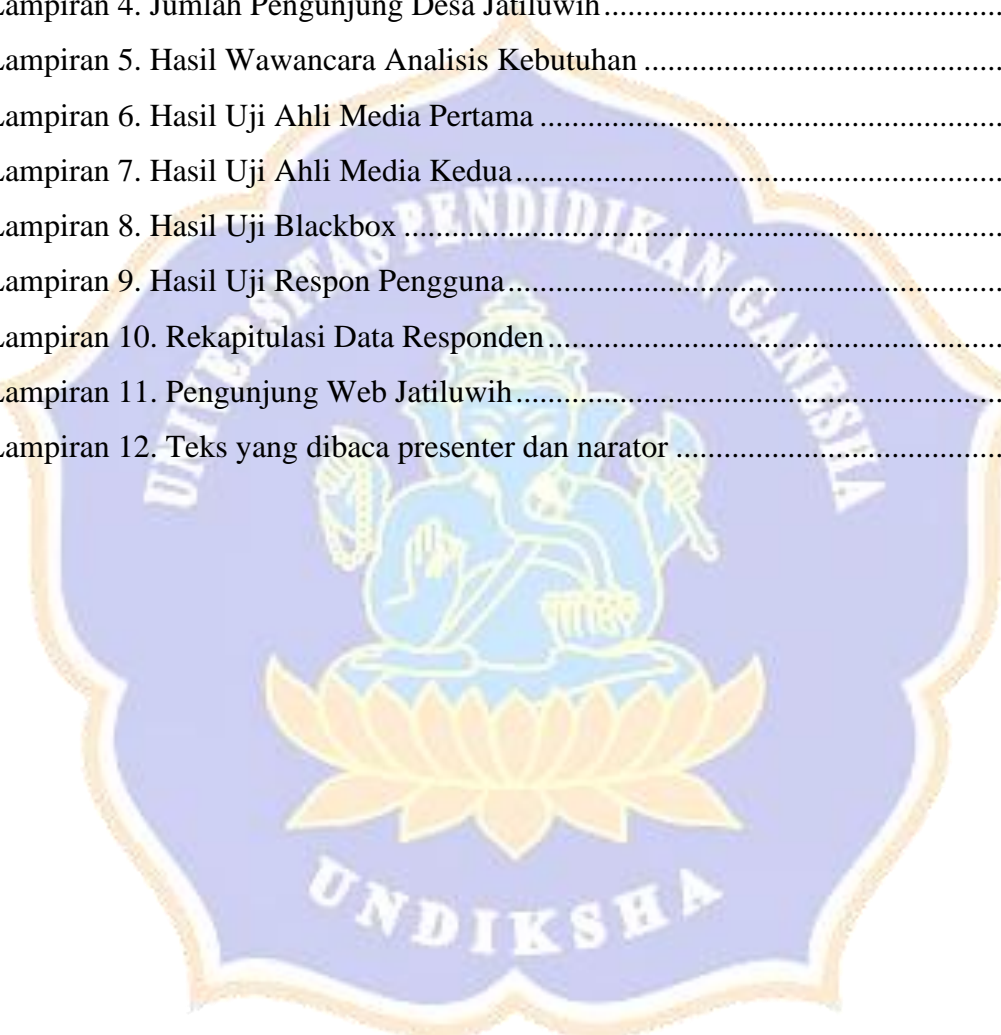 Lampiran 4. Jumlah Pengunjung Desa Jatiluwih
Lampiran 5. Hasil Wawancara Analisis Kebutuhan
Lampiran 6. Hasil Uji Ahli Media Pertama
Lampiran 7. Hasil Uji Ahli Media Kedua
Lampiran 8. Hasil Uji Blackbox
Lampiran 9. Hasil Uji Respon Pengguna
Lampiran 10. Rekapitulasi Data Responden
Lampiran 11. Pengunjung Web Jatiluwih
Lampiran 12. Teks yang dibaca presenter dan narator
UNIVERSITAS PENDIDIKAN GANESHA
UNDIKSHA